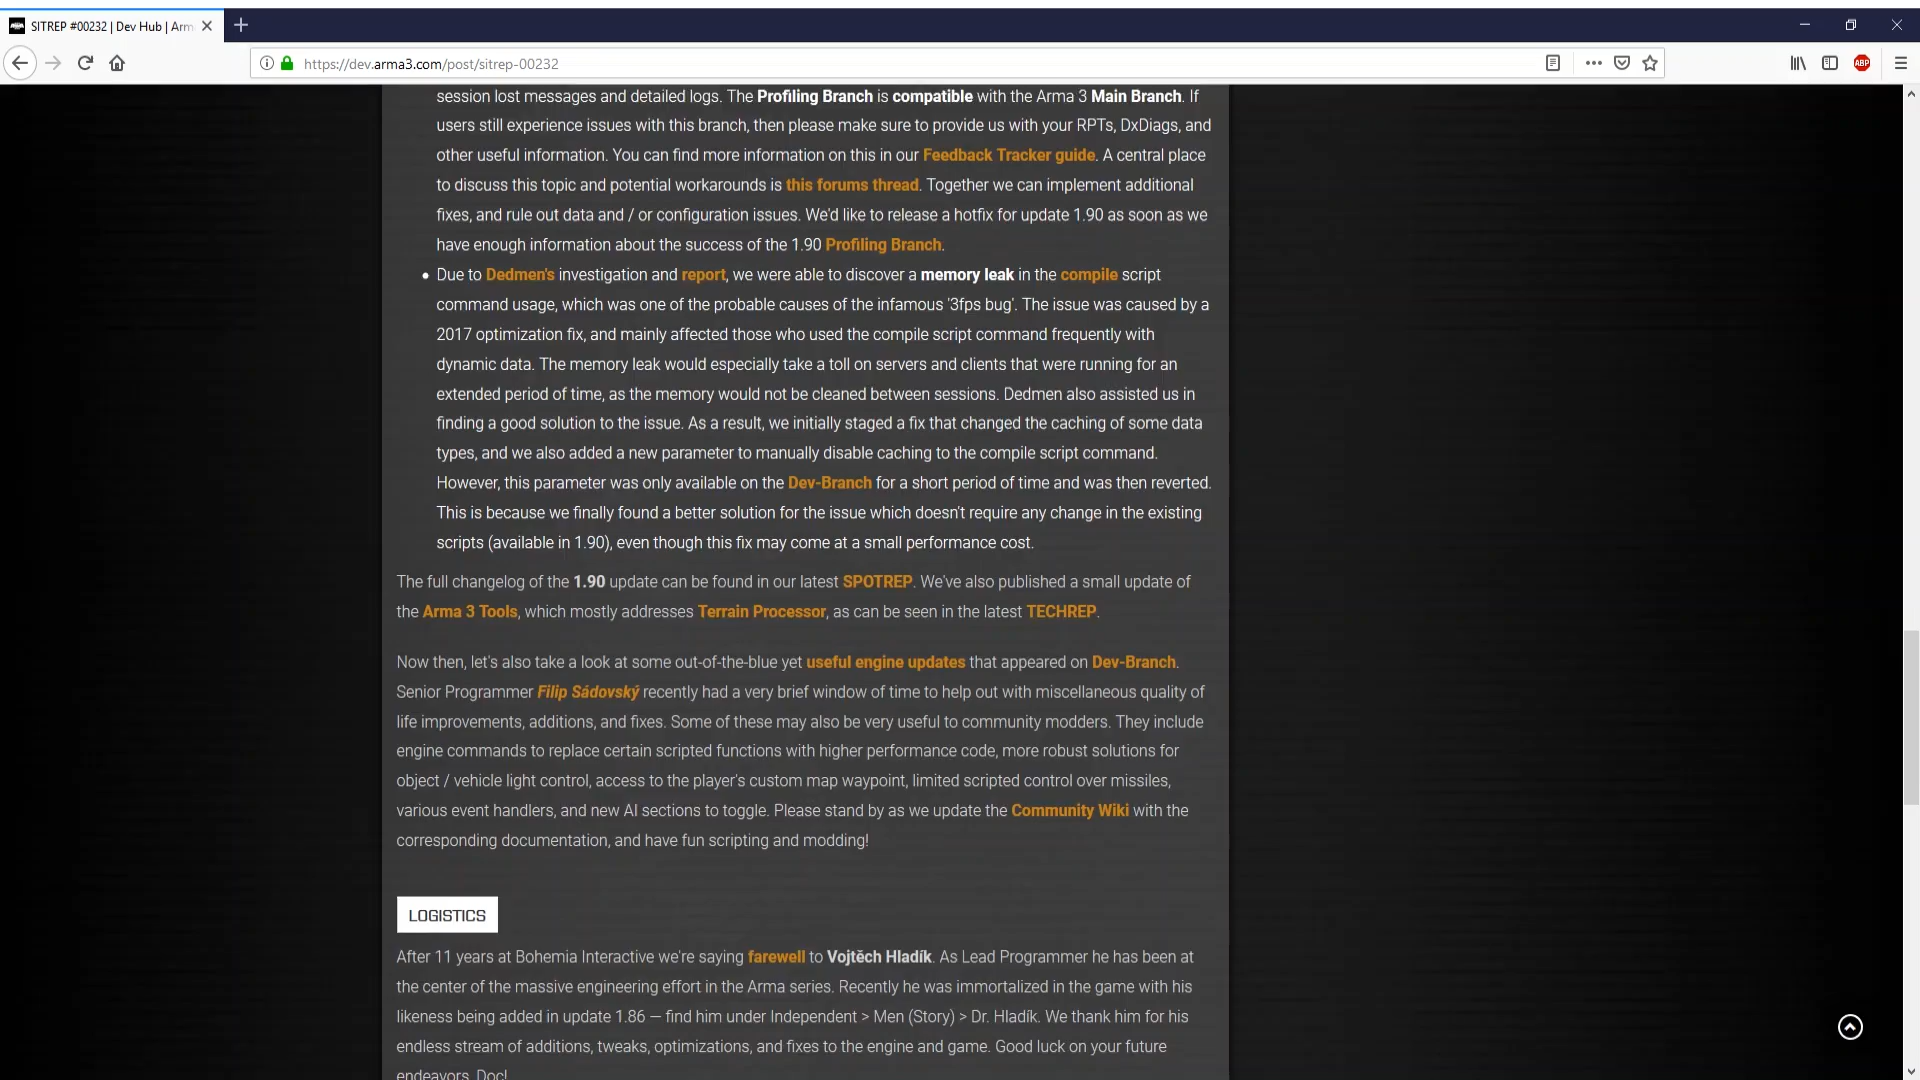 SITREP #00232 | Dev Hub | Arm
https://dev.arma3.com/post/sitrep-00232
ABP
session lost messages and detailed logs. The Profiling Branch is compatible with the Arma 3 Main Branch. If
users still experience issues with this branch, then please make sure to provide us with your RPTs, DxDiags, and
other useful information. You can find more information on this in our Feedback Tracker guide. A central place
to discuss this topic and potential workarounds is this forums thread. Together we can implement additional
fixes, and rule out data and / or configuration issues. We'd like to release a hotfix for update 1.90 as soon as we
have enough information about the success of the 1.90 Profiling Branch.
• Due to Dedmen's investigation and report, we were able to discover a memory leak in the compile script
command usage, which was one of the probable causes of the infamous '3fps bug'. The issue was caused by a
2017 optimization fix, and mainly affected those who used the compile script command frequently with
dynamic data. The memory leak would especially take a toll on servers and clients that were running for an
extended period of time, as the memory would not be cleaned between sessions. Dedmen also assisted us in
finding a good solution to the issue. As a result, we initially staged a fix that changed the caching of some data
types, and we also added a new parameter to manually disable caching to the compile script command.
However, this parameter was only available on the Dev-Branch for a short period of time and was then reverted.
This is because we finally found a better solution for the issue which doesn't require any change in the existing
scripts (available in 1.90), even though this fix may come at a small performance cost.
The full changelog of the 1.90 update can be found in our latest SPOTREP. We've also published a small update of
the Arma 3 Tools, which mostly addresses Terrain Processor, as can be seen in the latest TECHREP.
Now then, let's also take a look at some out-of-the-blue yet useful engine updates that appeared on Dev-Branch.
Senior Programmer Filip Sádovský recently had a very brief window of time to help out with miscellaneous quality of
life improvements, additions, and fixes. Some of these may also be very useful to community modders. They include
engine commands to replace certain scripted functions with higher performance code, more robust solutions for
object / vehicle light control, access to the player's custom map waypoint, limited scripted control over missiles,
various event handlers, and new AI sections to toggle. Please stand by as we update the Community Wiki with the
corresponding documentation, and have fun scripting and modding!
LOGISTICS
After 11 years at Bohemia Interactive we're saying farewell to Vojtěch Hladík. As Lead Programmer he has been at
the center of the massive engineering effort in the Arma series. Recently he was immortalized in the game with his
likeness being added in update 1.86 — find him under Independent > Men (Story) > Dr. Hladík. We thank him for his
endless stream of additions, tweaks, optimizations, and fixes to the engine and game. Good luck on your future
endeavors, Doc!